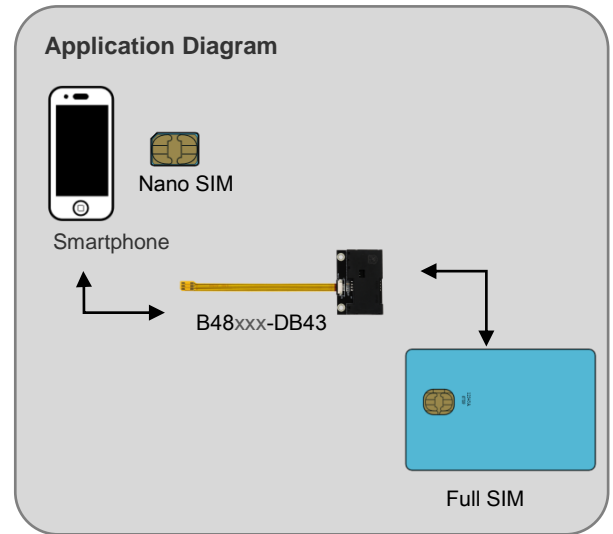 Application Diagram
Nano SIM
Smartphone
B48xxx-DB43
Full SIM